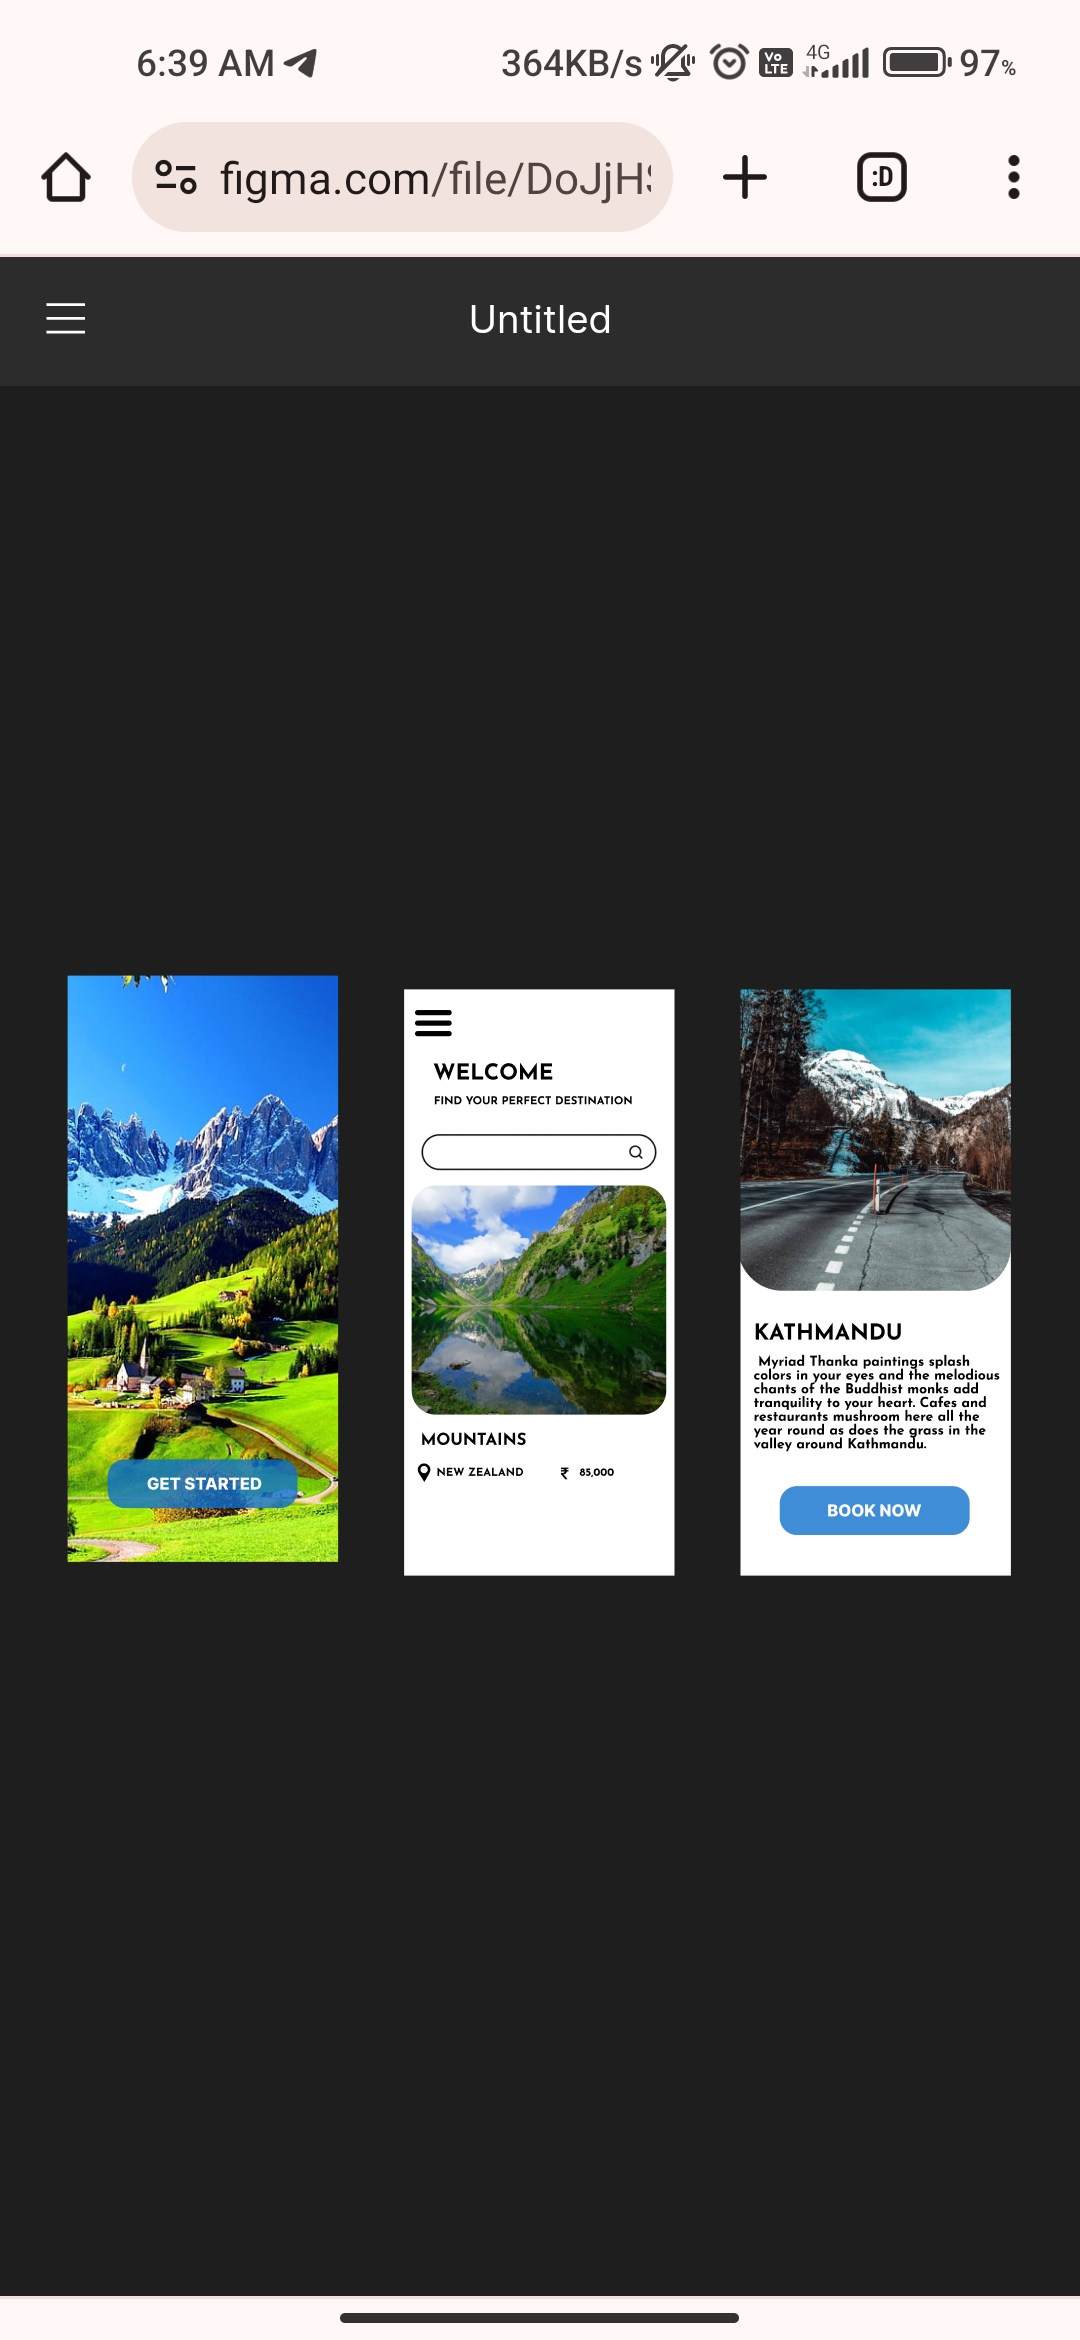 6:39 AM
364KB/s
Vo
LTE
4G
97%
figma.com/file/DoJjH
:D
Untitled
GET STARTED
WELCOME
FIND YOUR PERFECT DESTINATION
MOUNTAINS
NEW ZEALAND ₹ 85,000
KATHMANDU
Myriad Thanka paintings splash
colors in your eyes and the melodious
chants of the Buddhist monks add
tranquility to your heart. Cafes and
restaurants mushroom here all the
year round as does the grass in the
valley around Kathmandu.
BOOK NOW